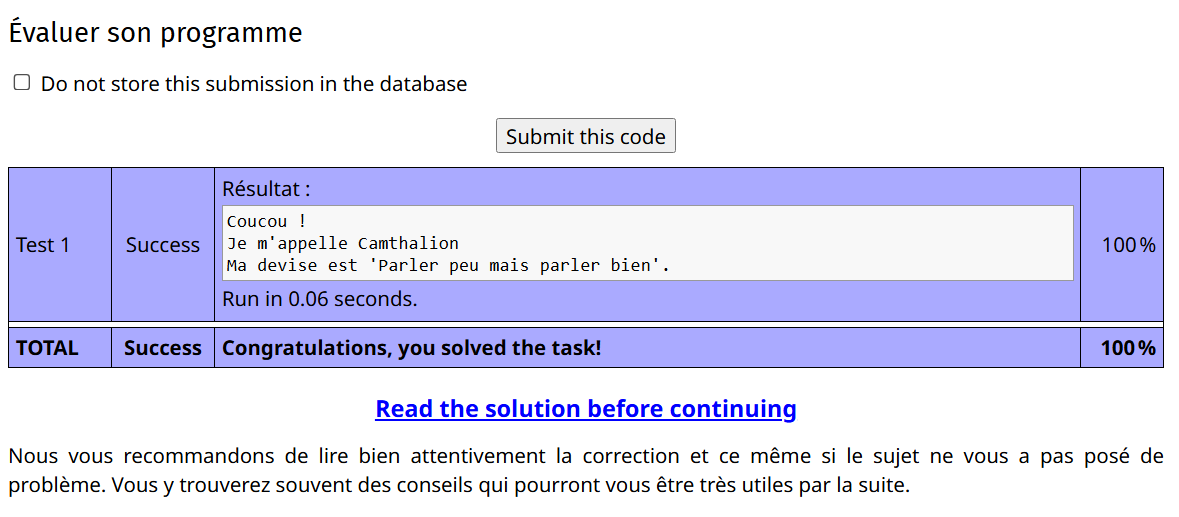 Évaluer son programme
Do not store this submission in the database
Submit this code
Résultat :
Coucou !
Je m'appelle Camthalion
Ma devise est 'Parler peu mais parler bien'.
Test 1 Success 100 %
Run in 0.06 seconds.
TOTAL Success Congratulations, you solved the task! 100 %
Read the solution before continuing
Nous vous recommandons de lire bien attentivement la correction et ce même si le sujet ne vous a pas posé de
problème. Vous y trouverez souvent des conseils qui pourront vous être très utiles par la suite.